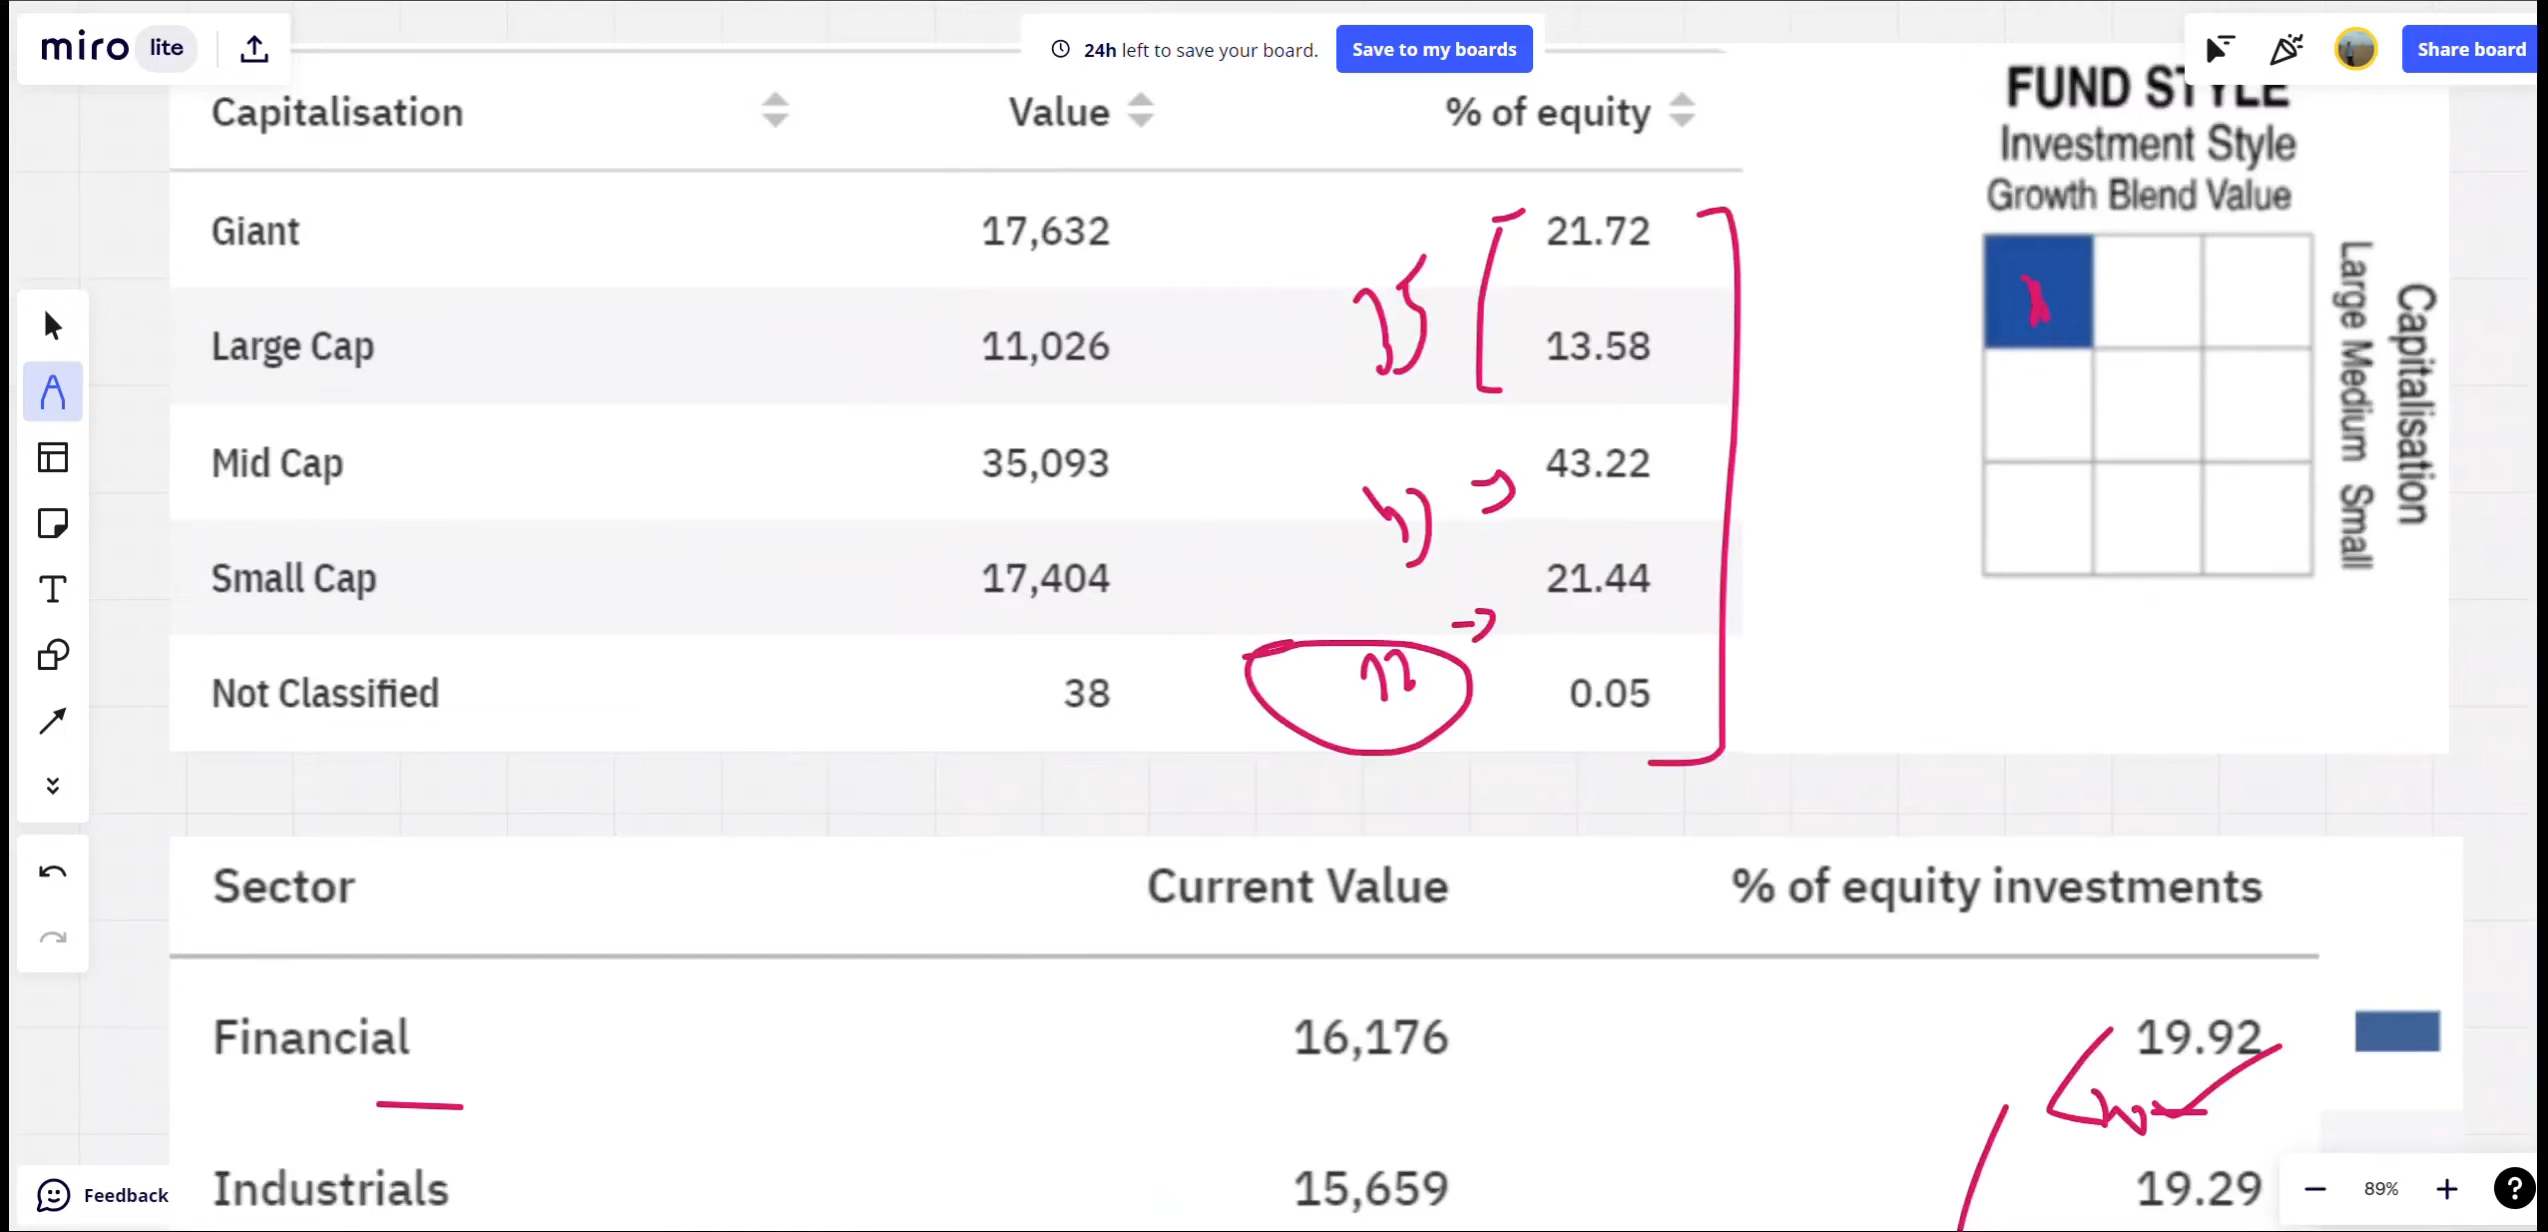 miro lite
24h left to save your board. Save to my boards
Share board
Capitalisation Value % of equity
Giant 17,632 21.72
Large Cap 11,026 13.58
Mid Cap 35,093 43.22
Small Cap 17,404 21.44
Not Classified 38 0.05
FUND STYLE
Investment Style
Growth Blend Value
Large Medium Small
Capitalisation
Sector Current Value % of equity investments
Financial 16,176 19.92
Industrials 15,659 19.29
Feedback
89%